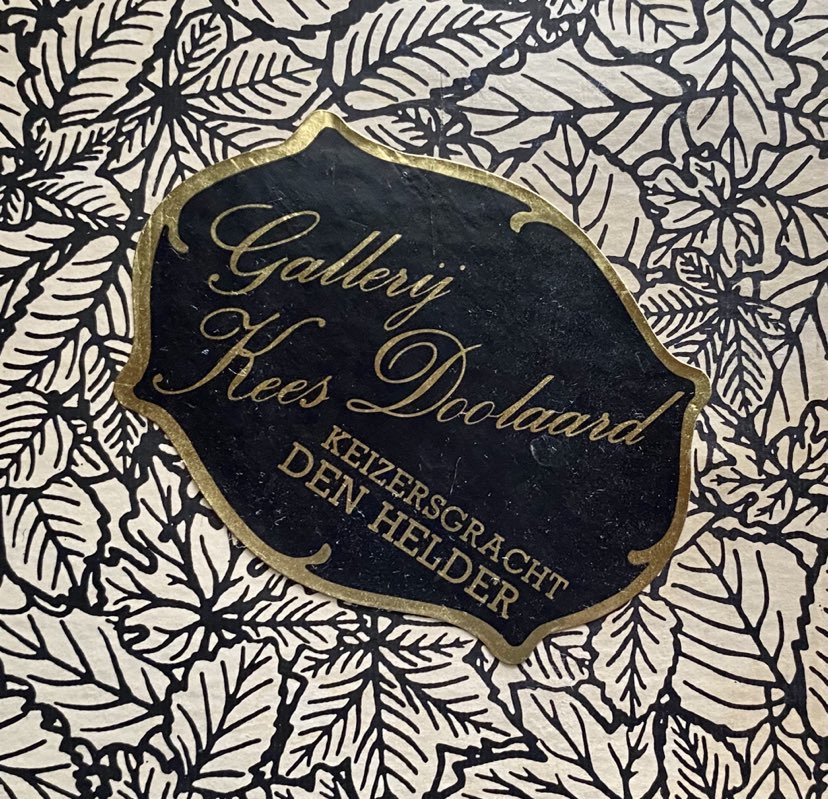 Gallerij
Kees Doolaard
KEIZERSGRACHT
DEN HELDER